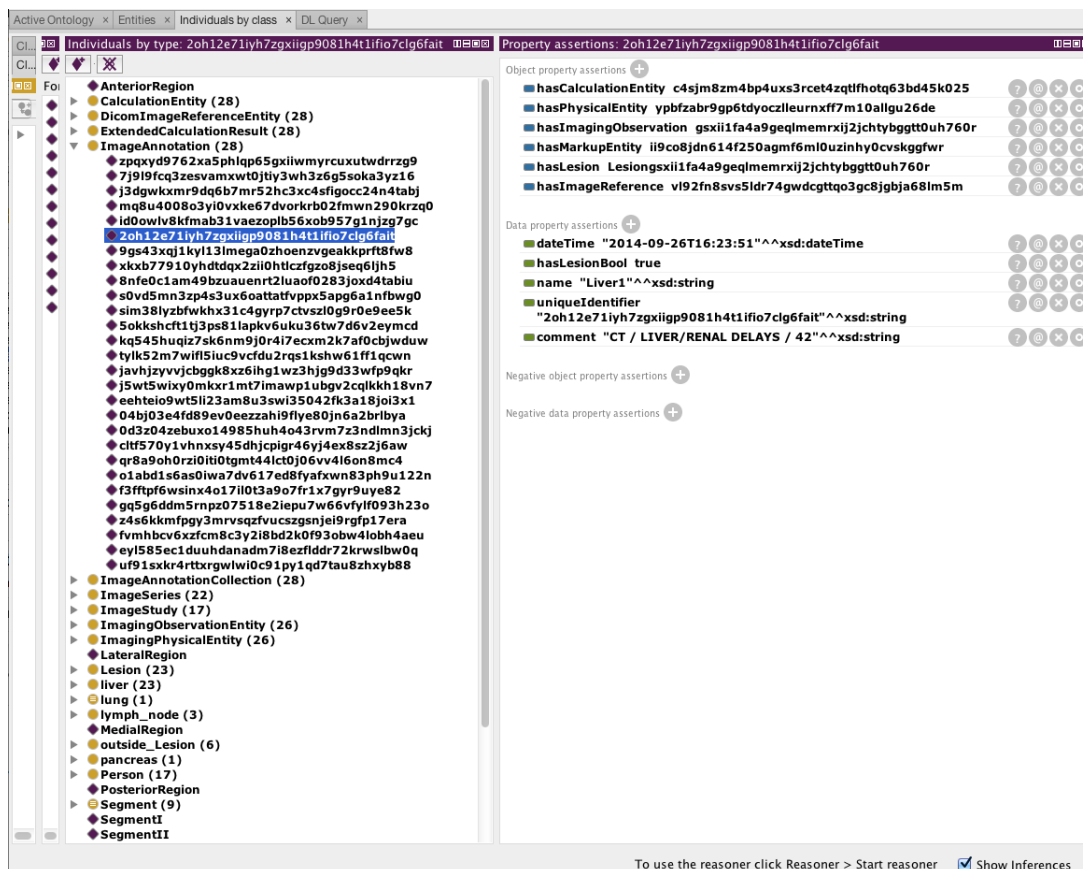 Active Ontology × Entities × Individuals by class × DL Query ×
Cl...
Cl...
For
Individuals by type: 2oh12e71iyh7zgxiigp9081h4t1ifio7clg6fait
AnteriorRegion
CalculationEntity (28)
DicomImageReferenceEntity (28)
ExtendedCalculationResult (28)
ImageAnnotation (28)
zpqxyd9762xa5phlqp65gxiiwmyrcuxutwdrrzg9
7j9l9fcq3zesvamxwt0jtiy3wh3z6g5soka3yz16
j3dgwkxmr9dq6b7mr52hc3xc4sfigocc24n4tabj
mq8u4008o3yi0vxke67dvorkrb02fmwn290krzq0
id0owlv8kfmab31vaezoplb56xob957g1njzg7gc
2oh12e71iyh7zgxiigp9081h4t1ifio7clg6fait
9gs43xqj1kyl13lmega0zhoenzvgeakkprft8fw8
xkxb77910yhdtdqx2zii0htlczfgzo8jseq6ljh5
8nfe0c1am49bzuauenrt2luaof0283joxd4tabiu
s0vd5mn3zp4s3ux6oattatfvppx5apg6a1nfbwg0
sim38lyzbfwkhx31c4gyrp7ctvszl0g9r0e9ee5k
5okkshcft1tj3ps81lapkv6uku36tw7d6v2eymcd
kq545huqiz7sk6nm9j0r4i7ecxm2k7af0cbjwduw
tylk52m7wifl5iuc9vcfdu2rqs1kshw61ff1qcwn
javhjzyvvjcbggk8xz6ihg1wz3hjg9d33wfp9qkr
j5wt5wixy0mkxr1mt7imawp1ubgv2cqlkkh18vn7
eehteio9wt5li23am8u3swi35042fk3a18joi3x1
04bj03e4fd89ev0eezzahi9flye80jn6a2brlbya
0d3z04zebuxo14985huh4o43rvm7z3ndlmn3jckj
cltf570y1vhnxsy45dhjcpigr46yj4ex8sz2j6aw
qr8a9oh0rzi0iti0tgmt44lct0j06vv4l6on8mc4
o1abd1s6as0iwa7dv617ed8fyafxwn83ph9u122n
f3fftpf6wsinx4o17il0t3a9o7fr1x7gyr9uye82
gq5g6ddm5rnpz07518e2iepu7w66vfylf093h23o
z4s6kkmfpgy3mrvsqzfvucszgsnjei9rgfp17era
fvmhbcv6xzfcm8c3y2i8bd2k0f93obw4lobh4aeu
eyl585ec1duuhdanadm7i8ezflddr72krwslbw0q
uf91sxkr4rttxrgwlwi0c91py1qd7tau8zhxyb88
ImageAnnotationCollection (28)
ImageSeries (22)
ImageStudy (17)
ImagingObservationEntity (26)
ImagingPhysicalEntity (26)
LateralRegion
Lesion (23)
liver (23)
lung (1)
lymph_node (3)
MedialRegion
outside_Lesion (6)
pancreas (1)
Person (17)
PosteriorRegion
Segment (9)
SegmentI
SegmentII
Property assertions: 2oh12e71iyh7zgxiigp9081h4t1ifio7clg6fait
Object property assertions
hasCalculationEntity c4sjm8zm4bp4uxs3rcet4zqtlfhotq63bd45k025
hasPhysicalEntity ypbfzabr9gp6tdyoczlleurnxff7m10allgu26de
hasImagingObservation gsxii1fa4a9geqlmemrxij2jchtybggtt0uh760r
hasMarkupEntity ii9co8jdn614f250agmf6ml0uzinhy0cvskggfwr
hasLesion Lesiongsxii1fa4a9geqlmemrxij2jchtybggtt0uh760r
hasImageReference vl92fn8svs5ldr74gwdcgttqo3gc8jgbja68lm5m
Data property assertions
dateTime "2014-09-26T16:23:51"^^xsd:dateTime
hasLesionBool true
name "Liver1"^^xsd:string
uniqueIdentifier
"2oh12e71iyh7zgxiigp9081h4t1ifio7clg6fait"^^xsd:string
comment "CT / LIVER/RENAL DELAYS / 42"^^xsd:string
Negative object property assertions
Negative data property assertions
To use the reasoner click Reasoner > Start reasoner Show Inferences